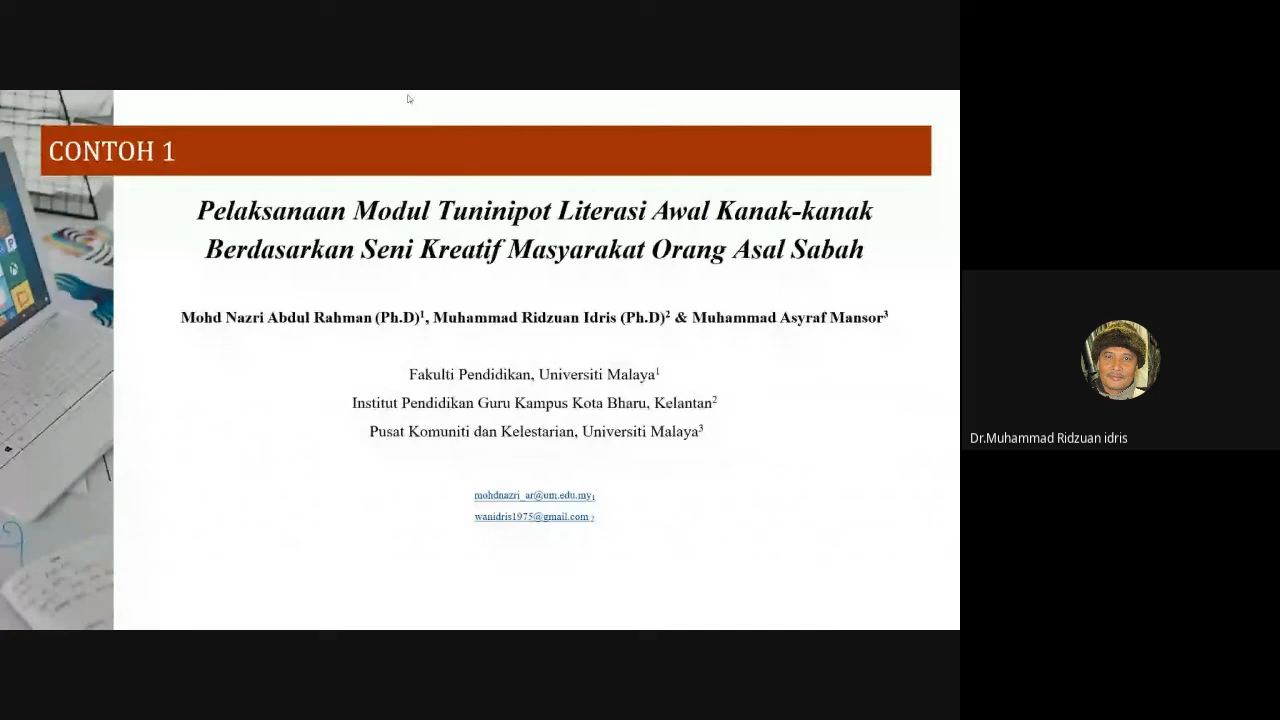 CONTOH 1
Pelaksanaan Modul Tuninipot Literasi Awal Kanak-kanak
Berdasarkan Seni Kreatif Masyarakat Orang Asal Sabah
Mohd Nazri Abdul Rahman (Ph.D)¹, Muhammad Ridzuan Idris (Ph.D)² & Muhammad Asyraf Mansor³
Fakulti Pendidikan, Universiti Malaya¹
Institut Pendidikan Guru Kampus Kota Bharu, Kelantan²
Pusat Komuniti dan Kelestarian, Universiti Malaya³
mohdnazri_ar@um.edu.my₁
wanidris1975@gmail.com ₂
Dr.Muhammad Ridzuan idris